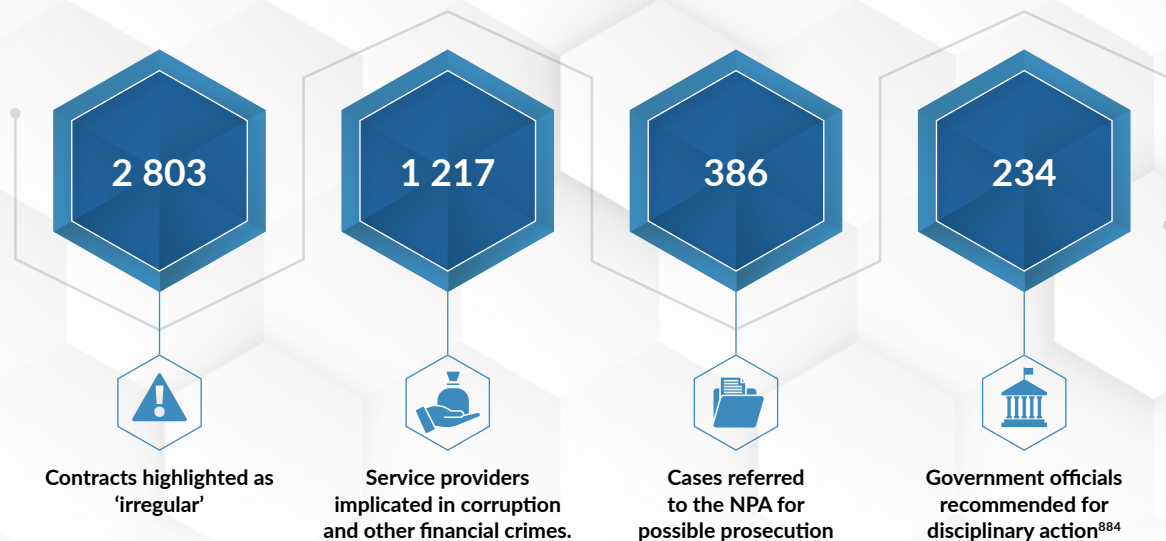 2 803
1 217
386
234
Contracts highlighted as
‘irregular’
Service providers
implicated in corruption
and other financial crimes.
Cases referred
to the NPA for
possible prosecution
Government officials
recommended for
disciplinary action⁸⁸⁴